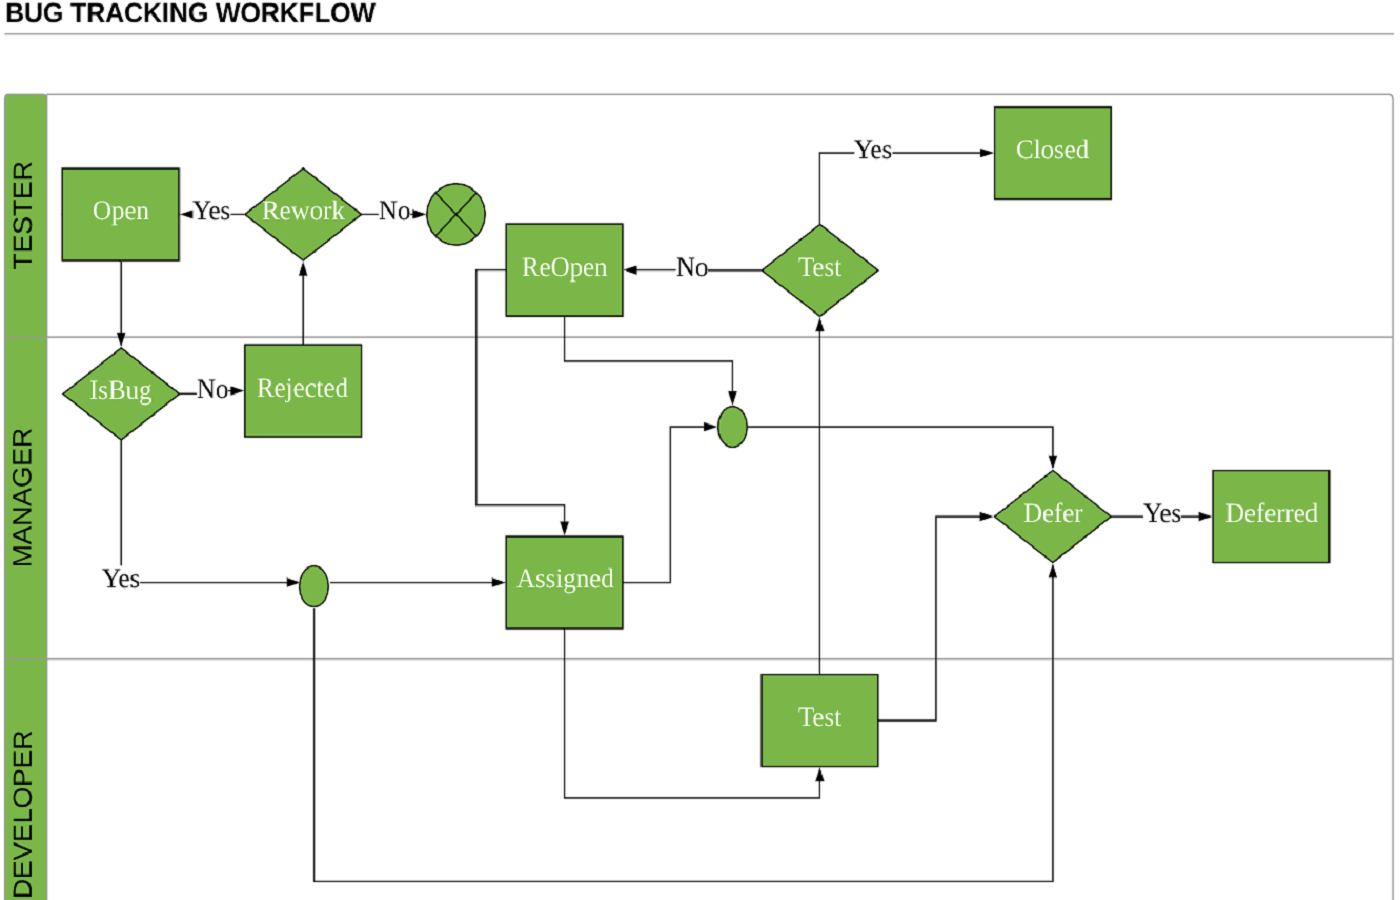 BUG TRACKING WORKFLOW
TESTER
Open
Yes
Rework
No
ReOpen
No
Test
Yes
Closed
MANAGER
IsBug
No
Rejected
Yes
Assigned
Defer
Yes
Deferred
DEVELOPER
Test